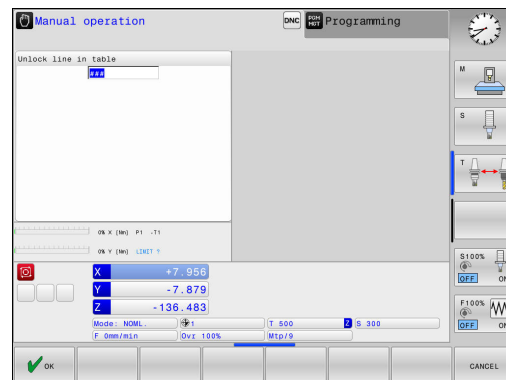 Manual operation
DNC
PGM
MGT
Programming
Unlock line in table
###
M
S
T
0% X [Nm] P1 -T1
0% Y [Nm] LIMIT ?
X +7.956
Y -7.879
Z -136.483
Mode: NOML. 1 T 500 Z S 300
F 0mm/min Ovr 100% M5/9
S100%
OFF ON
F100%
OFF ON
OK
CANCEL